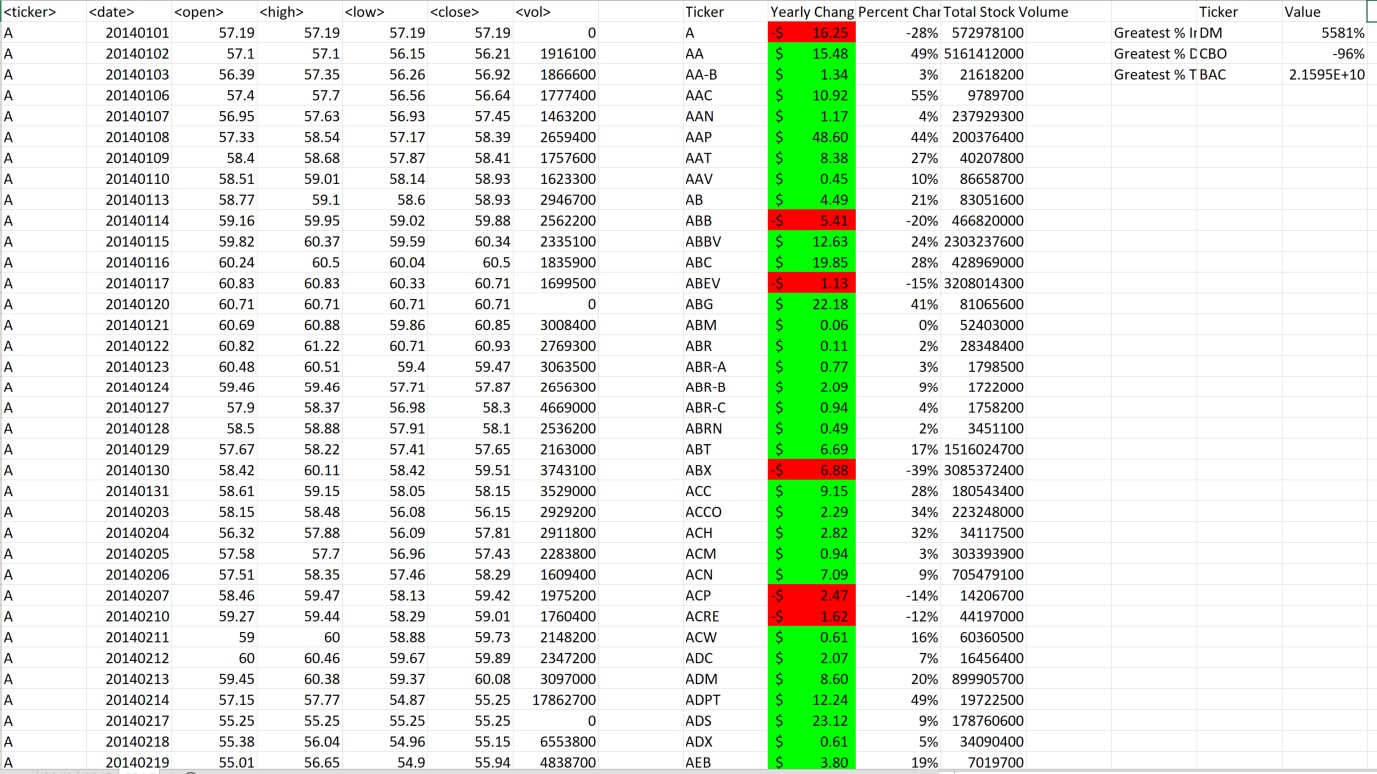 <ticker> <date> <open> <high> <low> <close> <vol> Ticker Yearly Chang Percent Char Total Stock Volume Ticker Value
A 20140101 57.19 57.19 57.19 57.19 0 A -$ 16.25 -28% 572978100 Greatest % Ir DM 5581%
A 20140102 57.1 57.1 56.15 56.21 1916100 AA $ 15.48 49% 5161412000 Greatest % D CBO -96%
A 20140103 56.39 57.35 56.26 56.92 1866600 AA-B $ 1.34 3% 21618200 Greatest % T BAC 2.1595E+10
A 20140106 57.4 57.7 56.56 56.64 1777400 AAC $ 10.92 55% 9789700
A 20140107 56.95 57.63 56.93 57.45 1463200 AAN $ 1.17 4% 237929300
A 20140108 57.33 58.54 57.17 58.39 2659400 AAP $ 48.60 44% 200376400
A 20140109 58.4 58.68 57.87 58.41 1757600 AAT $ 8.38 27% 40207800
A 20140110 58.51 59.01 58.14 58.93 1623300 AAV $ 0.45 10% 86658700
A 20140113 58.77 59.1 58.6 58.93 2946700 AB $ 4.49 21% 83051600
A 20140114 59.16 59.95 59.02 59.88 2562200 ABB -$ 5.41 -20% 466820000
A 20140115 59.82 60.37 59.59 60.34 2335100 ABBV $ 12.63 24% 2303237600
A 20140116 60.24 60.5 60.04 60.5 1835900 ABC $ 19.85 28% 428969000
A 20140117 60.83 60.83 60.33 60.71 1699500 ABEV -$ 1.13 -15% 3208014300
A 20140120 60.71 60.71 60.71 60.71 0 ABG $ 22.18 41% 81065600
A 20140121 60.69 60.88 59.86 60.85 3008400 ABM $ 0.06 0% 52403000
A 20140122 60.82 61.22 60.71 60.93 2769300 ABR $ 0.11 2% 28348400
A 20140123 60.48 60.51 59.4 59.47 3063500 ABR-A $ 0.77 3% 1798500
A 20140124 59.46 59.46 57.71 57.87 2656300 ABR-B $ 2.09 9% 1722000
A 20140127 57.9 58.37 56.98 58.3 4669000 ABR-C $ 0.94 4% 1758200
A 20140128 58.5 58.88 57.91 58.1 2536200 ABRN $ 0.49 2% 3451100
A 20140129 57.67 58.22 57.41 57.65 2163000 ABT $ 6.69 17% 1516024700
A 20140130 58.42 60.11 58.42 59.51 3743100 ABX -$ 6.88 -39% 3085372400
A 20140131 58.61 59.15 58.05 58.15 3529000 ACC $ 9.15 28% 180543400
A 20140203 58.15 58.48 56.08 56.15 2929200 ACCO $ 2.29 34% 223248000
A 20140204 56.32 57.88 56.09 57.81 2911800 ACH $ 2.82 32% 34117500
A 20140205 57.58 57.7 56.96 57.43 2283800 ACM $ 0.94 3% 303393900
A 20140206 57.51 58.35 57.46 58.29 1609400 ACN $ 7.09 9% 705479100
A 20140207 58.46 59.47 58.13 59.42 1975200 ACP -$ 2.47 -14% 14206700
A 20140210 59.27 59.44 58.29 59.01 1760400 ACRE -$ 1.62 -12% 44197000
A 20140211 59 60 58.88 59.73 2148200 ACW $ 0.61 16% 60360500
A 20140212 60 60.46 59.67 59.89 2347200 ADC $ 2.07 7% 16456400
A 20140213 59.45 60.38 59.37 60.08 3097000 ADM $ 8.60 20% 899905700
A 20140214 57.15 57.77 54.87 55.25 17862700 ADPT $ 12.24 49% 19722500
A 20140217 55.25 55.25 55.25 55.25 0 ADS $ 23.12 9% 178760600
A 20140218 55.38 56.04 54.96 55.15 6553800 ADX $ 0.61 5% 34090400
A 20140219 55.01 56.65 54.9 55.94 4838700 AEB $ 3.80 19% 7019700